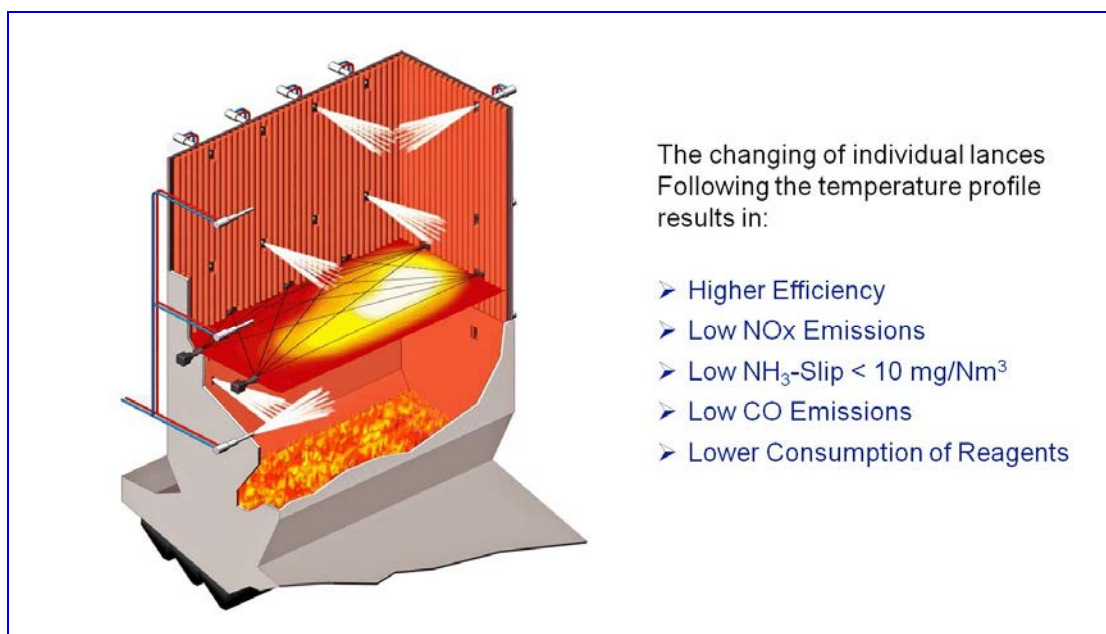 The changing of individual lances
Following the temperature profile
results in:
➢ Higher Efficiency
➢ Low NOx Emissions
➢ Low NH₃-Slip < 10 mg/Nm³
➢ Low CO Emissions
➢ Lower Consumption of Reagents